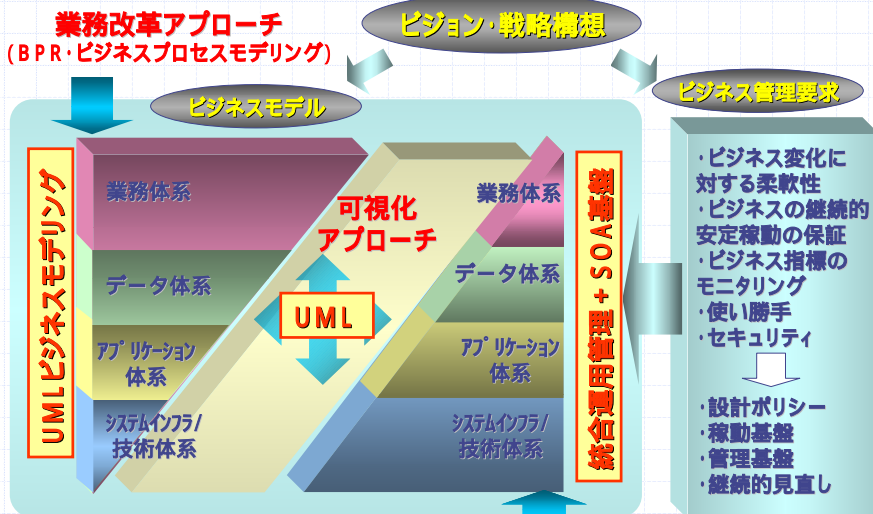 業務改革アプローチ
(BPR・ビジネスプロセスモデリング)
ビジョン・戦略構想
ビジネスモデル
ビジネス管理要求
UMLビジネスモデリング
業務体系
データ体系
アプリケーション
体系
システムインフラ/
技術体系
可視化
アプローチ
UML
業務体系
データ体系
アプリケーション
体系
システムインフラ/
技術体系
統合運用管理+SOA基盤
・ビジネス変化に
対する柔軟性
・ビジネスの継続的
安定稼動の保証
・ビジネス指標の
モニタリング
・使い勝手
・セキュリティ
・設計ポリシー
・稼動基盤
・管理基盤
・継続的見直し